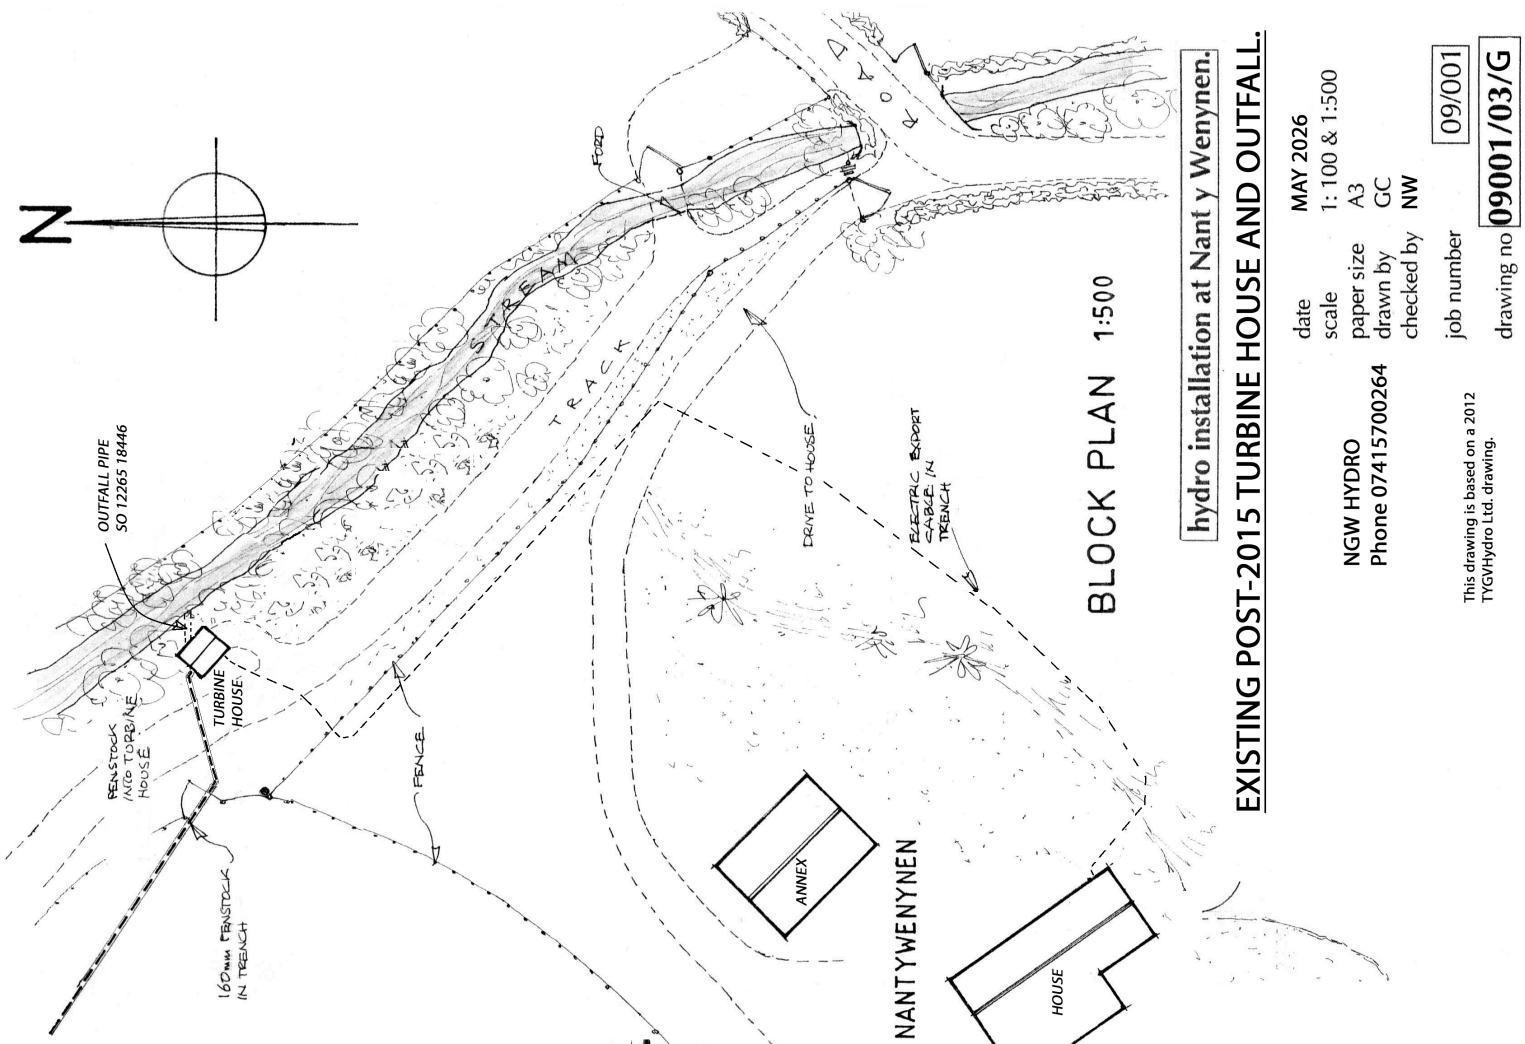 N
OUTFALL PIPE
SO 12265 18446
PENSTOCK
INTO TURBINE
HOUSE
TURBINE
HOUSE
160mm PENSTOCK
IN TRENCH
FENCE
STREAM
TRACK
FORD
ROAD
DRIVE TO HOUSE
ELECTRIC EXPORT
CABLE IN
TRENCH
ANNEX
HOUSE
NANTYWENYNEN
BLOCK PLAN 1:500
hydro installation at Nant y Wenynen.
EXISTING POST-2015 TURBINE HOUSE AND OUTFALL.
NGW HYDRO
Phone 07415700264
This drawing is based on a 2012
TYGVHydro Ltd. drawing.
date MAY 2026
scale 1: 100 & 1:500
paper size A3
drawn by GC
checked by NW
job number 09/001
drawing no 09001/03/G